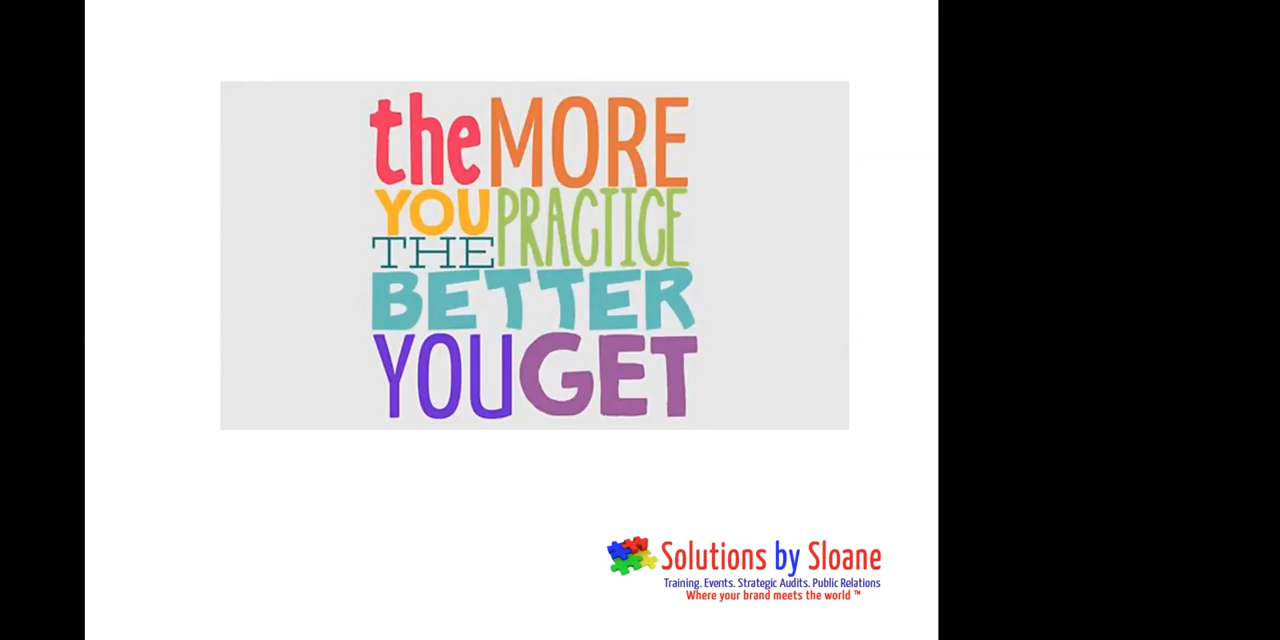 the MORE
YOU PRACTICE
THE
BETTER
YOU GET
Solutions by Sloane
Training. Events. Strategic Audits. Public Relations
Where your brand meets the world ™